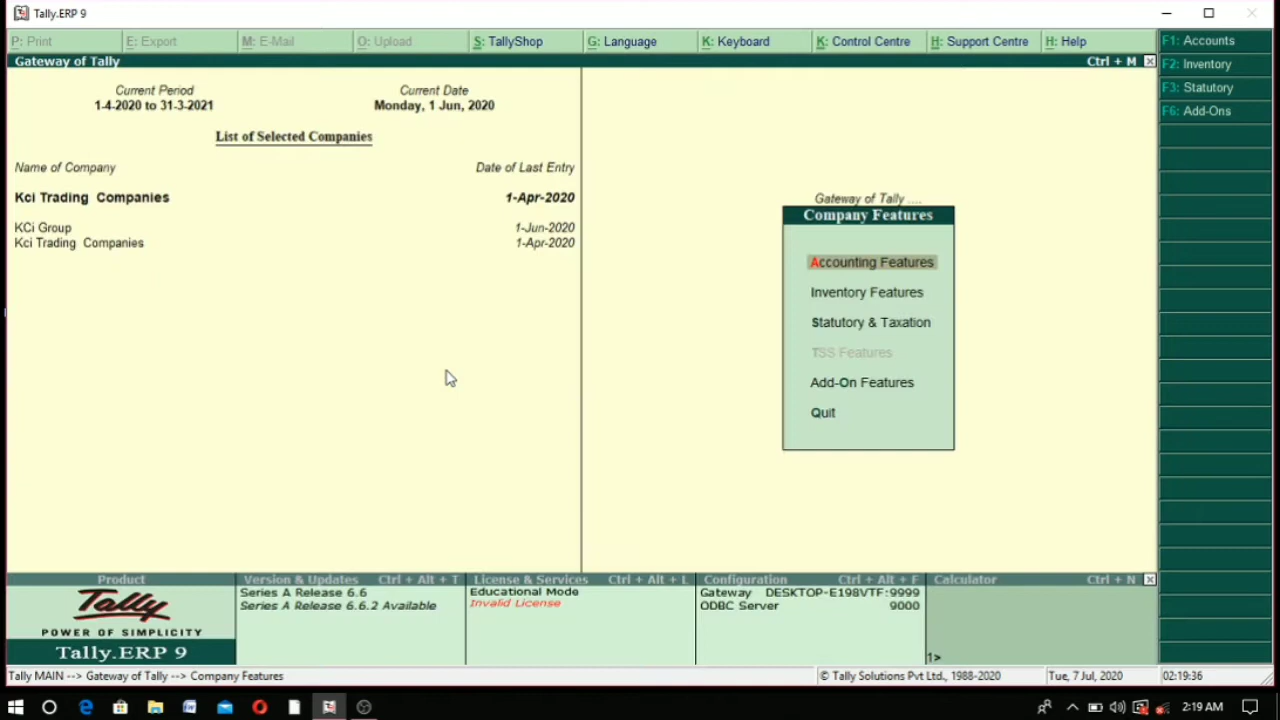 Tally.ERP 9
P: Print E: Export M: E-Mail O: Upload S: TallyShop G: Language K: Keyboard K: Control Centre H: Support Centre H: Help
Gateway of Tally Ctrl + M
F1: Accounts
F2: Inventory
F3: Statutory
F6: Add-Ons
Current Period Current Date
1-4-2020 to 31-3-2021 Monday, 1 Jun, 2020
List of Selected Companies
Name of Company Date of Last Entry
Kci Trading Companies 1-Apr-2020
KCi Group 1-Jun-2020
Kci Trading Companies 1-Apr-2020
Gateway of Tally ....
Company Features
Accounting Features
Inventory Features
Statutory & Taxation
TSS Features
Add-On Features
Quit
Product
Tally
POWER OF SIMPLICITY
Tally.ERP 9
Version & Updates Ctrl + Alt + T
Series A Release 6.6
Series A Release 6.6.2 Available
License & Services Ctrl + Alt + L
Educational Mode
Invalid License
Configuration Ctrl + Alt + F
Gateway DESKTOP-E198VTF:9999
ODBC Server 9000
Calculator Ctrl + N
1>
Tally MAIN --> Gateway of Tally --> Company Features © Tally Solutions Pvt Ltd., 1988-2020 Tue, 7 Jul, 2020 02:19:36
2:19 AM